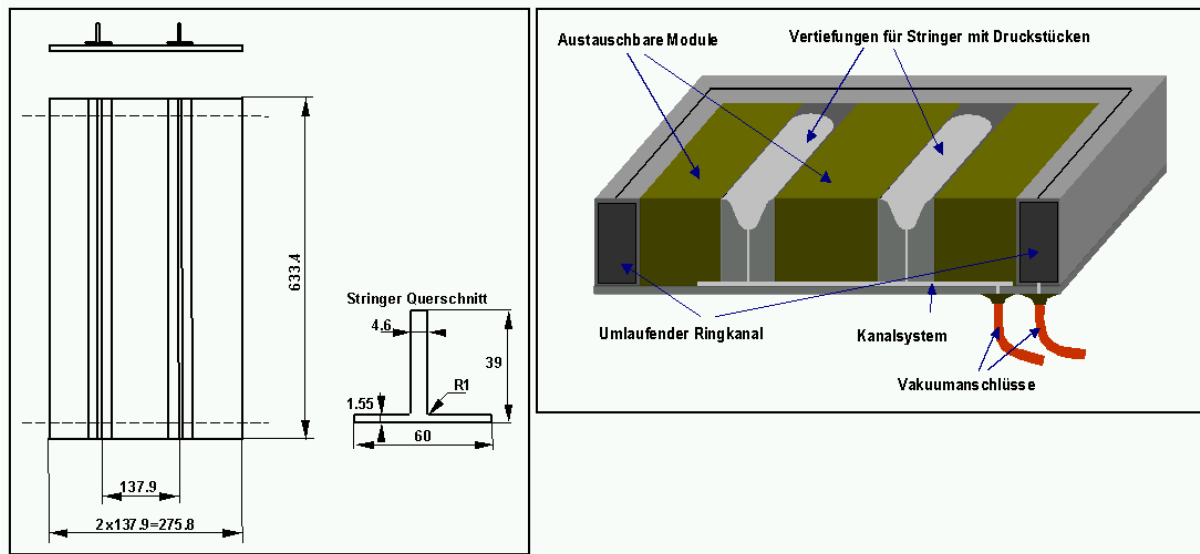 633.4
137.9
2x137.9=275.8
Stringer Querschnitt
4.6
39
R1
1.55
60
Austauschbare Module
Vertiefungen für Stringer mit Druckstücken
Umlaufender Ringkanal
Kanalsystem
Vakuumanschlüsse